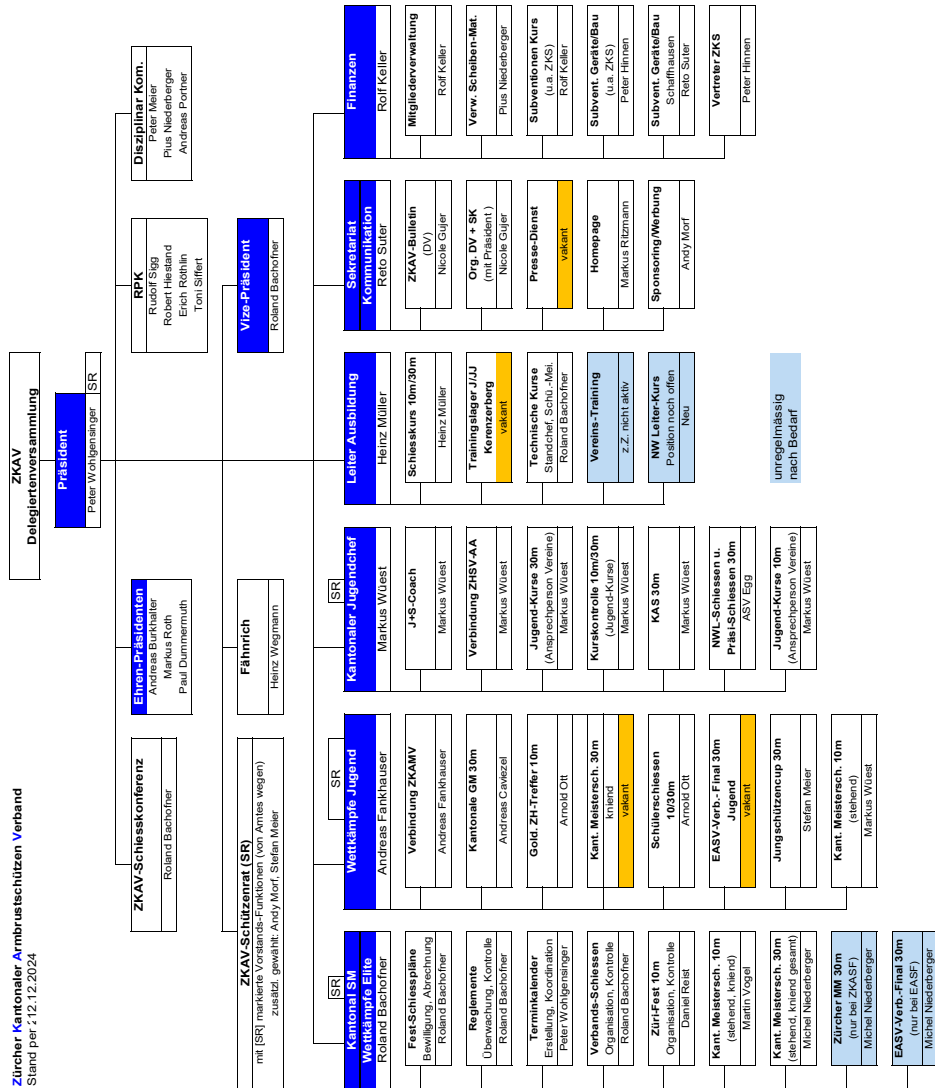 Zürcher Kantonaler Armbrustschützen Verband
Stand per 12.12.2024
ZKAV
Delegiertenversammlung
Präsident
Peter Wohlgensinger
SR
ZKAV-Schiesskonferenz
Roland Bachofner
Ehren-Präsidenten
Andreas Burkhalter
Markus Roth
Paul Dummermuth
RPK
Rudolf Sigg
Robert Hiestand
Erich Röthlin
Toni Siffert
Disziplinar Kom.
Peter Meier
Pius Niederberger
Andreas Portner
ZKAV-Schützenrat (SR)
mit [SR] markierte Vorstands-Funktionen (von Amtes wegen)
zusätzl. gewählt: Andy Morf, Stefan Meier
Fähnrich
Heinz Wegmann
Vize-Präsident
Roland Bachofner
SR
Kantonal SM
Wettkämpfe Elite
Roland Bachofner
Fest-Schiesspläne
Bewilligung, Abrechnung
Roland Bachofner
Reglemente
Überwachung, Kontrolle
Roland Bachofner
Terminkalender
Erstellung, Koordination
Peter Wohlgensinger
Verbands-Schiessen
Organisation, Kontrolle
Roland Bachofner
Züri-Fest 10m
Organisation, Kontrolle
Daniel Reist
Kant. Meistersch. 10m
(stehend, kniend)
Martin Vogel
Kant. Meistersch. 30m
(stehend, kniend gesamt)
Michel Niederberger
Zürcher MM 30m
(nur bei ZKASF)
Michel Niederberger
EASV-Verb.-Final 30m
(nur bei EASF)
Michel Niederberger
SR
Wettkämpfe Jugend
Andreas Fankhauser
Verbindung ZKAMV
Andreas Fankhauser
Kantonale GM 30m
Andreas Caviezel
Gold. ZH-Treffer 10m
Arnold Ott
Kant. Meistersch. 30m
kniend
vakant
Schülerschiessen
10/30m
Arnold Ott
EASV-Verb.- Final 30m
Jugend
vakant
Jungschützencup 30m
Stefan Meier
Kant. Meistersch. 10m
(stehend)
Markus Wüest
SR
Kantonaler Jugendchef
Markus Wüest
J+S-Coach
Markus Wüest
Verbindung ZHSV-AA
Markus Wüest
Jugend-Kurse 30m
(Ansprechperson Vereine)
Markus Wüest
Kurskontrolle 10m/30m
(Jugend-Kurse)
Markus Wüest
KAS 30m
Markus Wüest
NWL-Schiessen u.
Präsi-Schiessen 30m
ASV Egg
Jugend-Kurse 10m
(Ansprechperson Vereine)
Markus Wüest
Leiter Ausbildung
Heinz Müller
Schiesskurs 10m/30m
Heinz Müller
Trainingslager J/JJ
Kerenzerberg
vakant
Technische Kurse
Standchef, Schü.-Mei.
Roland Bachofner
Vereins-Training
z.Z. nicht aktiv
NW Leiter-Kurs
Position noch offen
Neu
unregelmässig
nach Bedarf
Sekretariat
Kommunikation
Reto Suter
ZKAV-Bulletin
(DV)
Nicole Gujer
Org. DV + SK
(mit Präsident )
Nicole Gujer
Presse-Dienst
vakant
Homepage
Markus Ritzmann
Sponsoring/Werbung
Andy Morf
Finanzen
Rolf Keller
Mitgliederverwaltung
Rolf Keller
Verw. Scheiben-Mat.
Pius Niederberger
Subventionen Kurs
(u.a. ZKS)
Rolf Keller
Subvent. Geräte/Bau
(u.a. ZKS)
Peter Hinnen
Subvent. Geräte/Bau
Schaffhausen
Reto Suter
Vertreter ZKS
Peter Hinnen